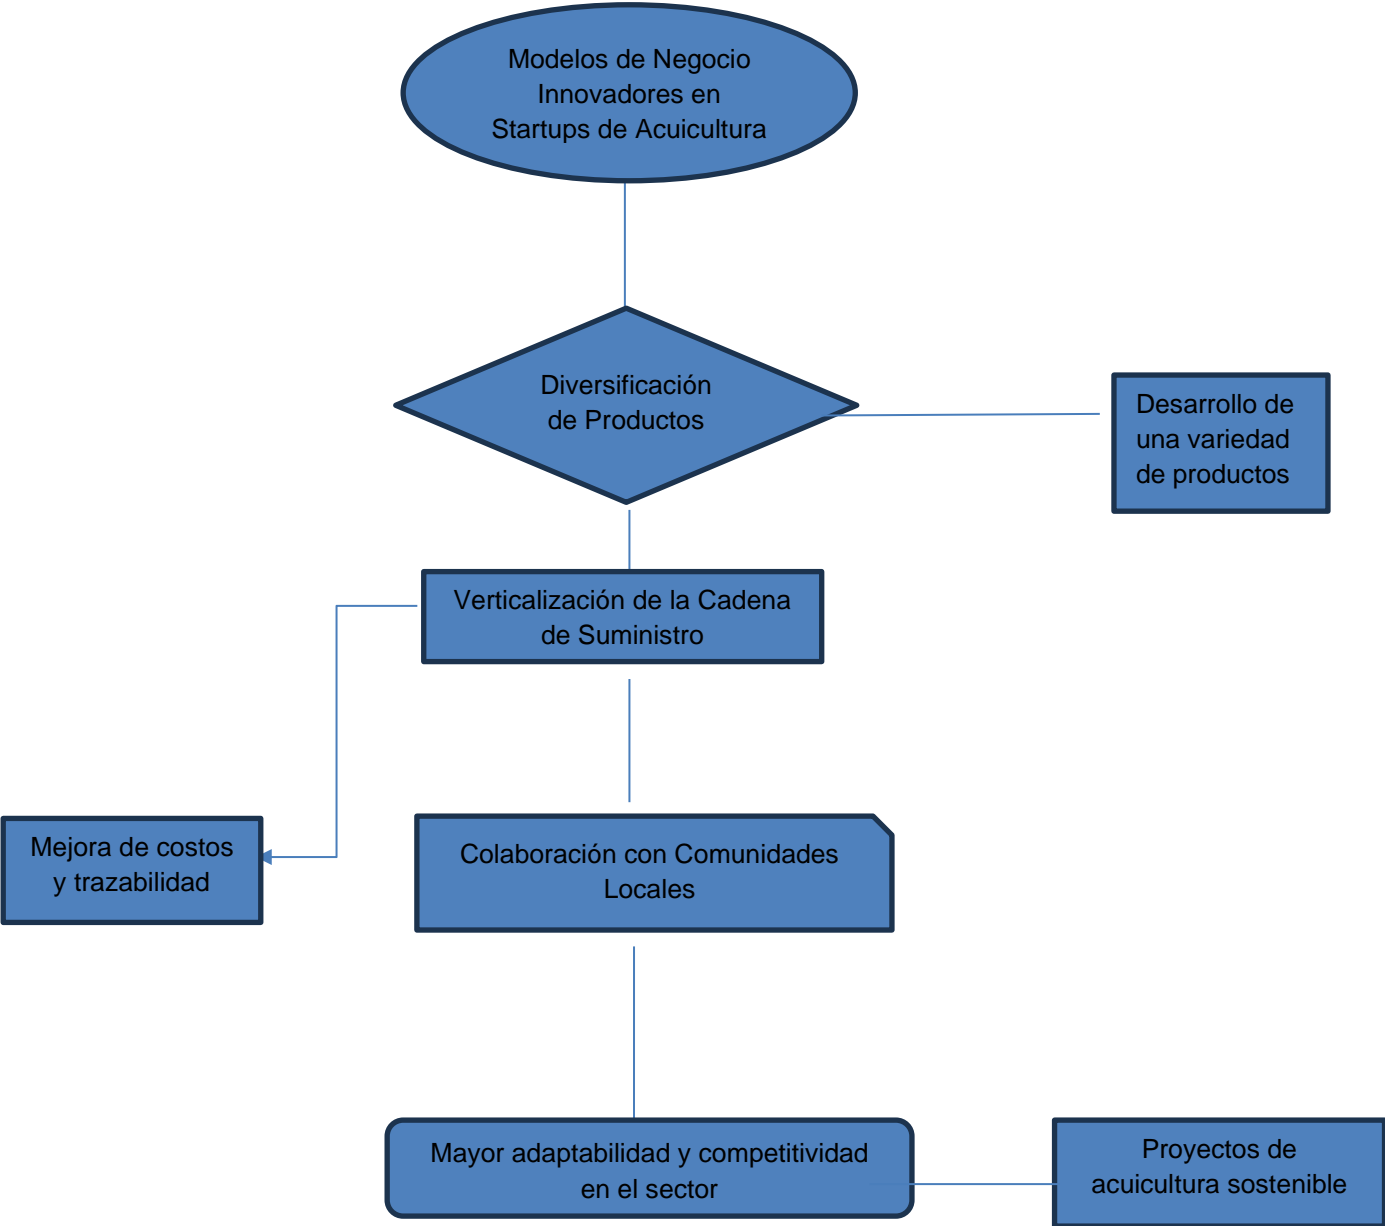 Modelos de Negocio
Innovadores en
Startups de Acuicultura
Diversificación
de Productos
Desarrollo de
una variedad
de productos
Verticalización de la Cadena
de Suministro
Mejora de costos
y trazabilidad
Colaboración con Comunidades
Locales
Mayor adaptabilidad y competitividad
en el sector
Proyectos de
acuicultura sostenible